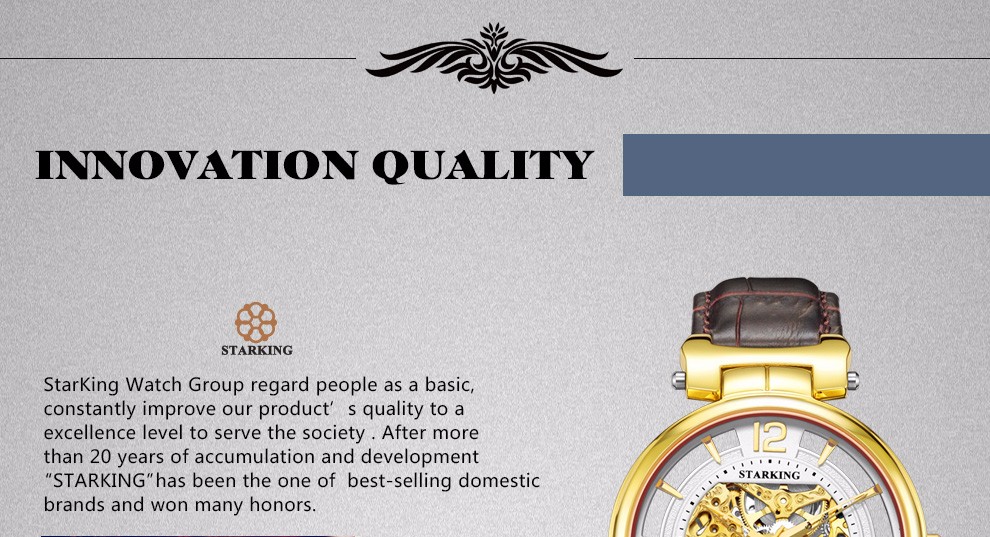 INNOVATION QUALITY
STARKING
StarKing Watch Group regard people as a basic,
constantly improve our product' s quality to a
excellence level to serve the society . After more
than 20 years of accumulation and development
"STARKING"has been the one of  best-selling domestic
brands and won many honors.
12
STARKING